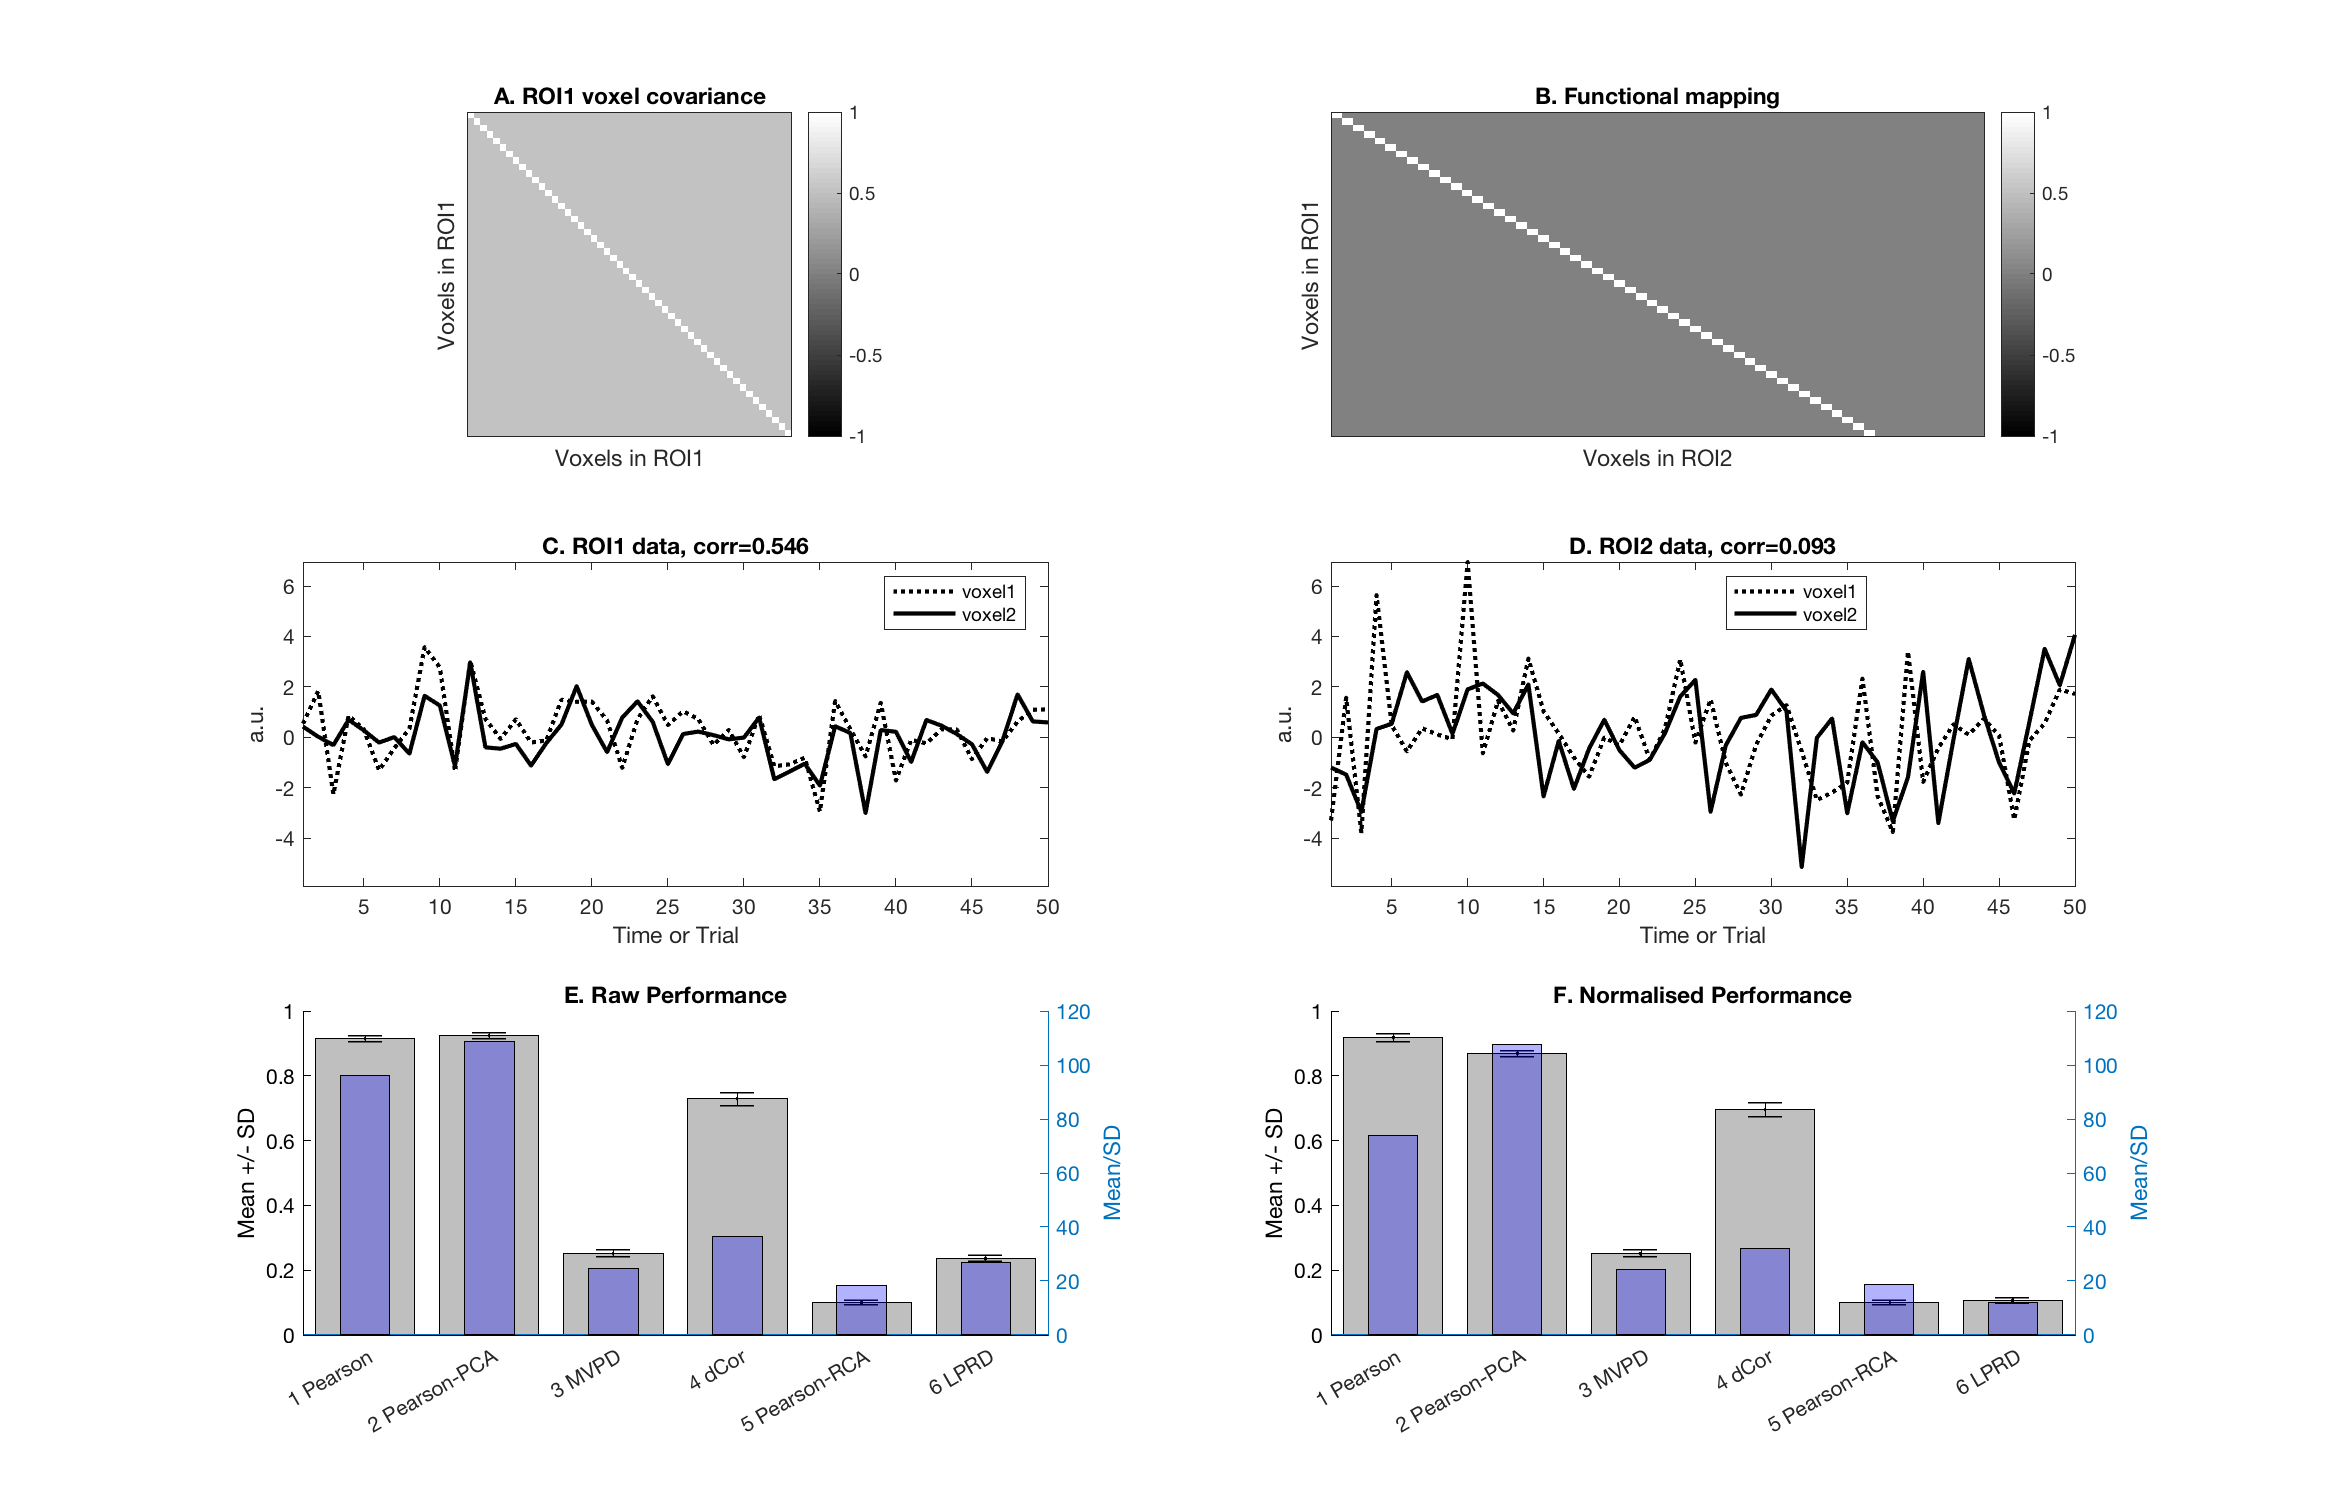 A. ROI1 voxel covariance
1
0.5
0
-0.5
-1
Voxels in ROI1
Voxels in ROI1
B. Functional mapping
1
0.5
0
-0.5
-1
Voxels in ROI1
Voxels in ROI2
C. ROI1 data, corr=0.546
voxel1
voxel2
6
4
2
0
-2
-4
a.u.
5 10 15 20 25 30 35 40 45 50
Time or Trial
D. ROI2 data, corr=0.093
voxel1
voxel2
6
4
2
0
-2
-4
a.u.
5 10 15 20 25 30 35 40 45 50
Time or Trial
E. Raw Performance
1
0.8
0.6
0.4
0.2
0
Mean +/- SD
120
100
80
60
40
20
0
Mean/SD
1 Pearson
2 Pearson-PCA
3 MVPD
4 dCor
5 Pearson-RCA
6 LPRD
F. Normalised Performance
1
0.8
0.6
0.4
0.2
0
Mean +/- SD
120
100
80
60
40
20
0
Mean/SD
1 Pearson
2 Pearson-PCA
3 MVPD
4 dCor
5 Pearson-RCA
6 LPRD